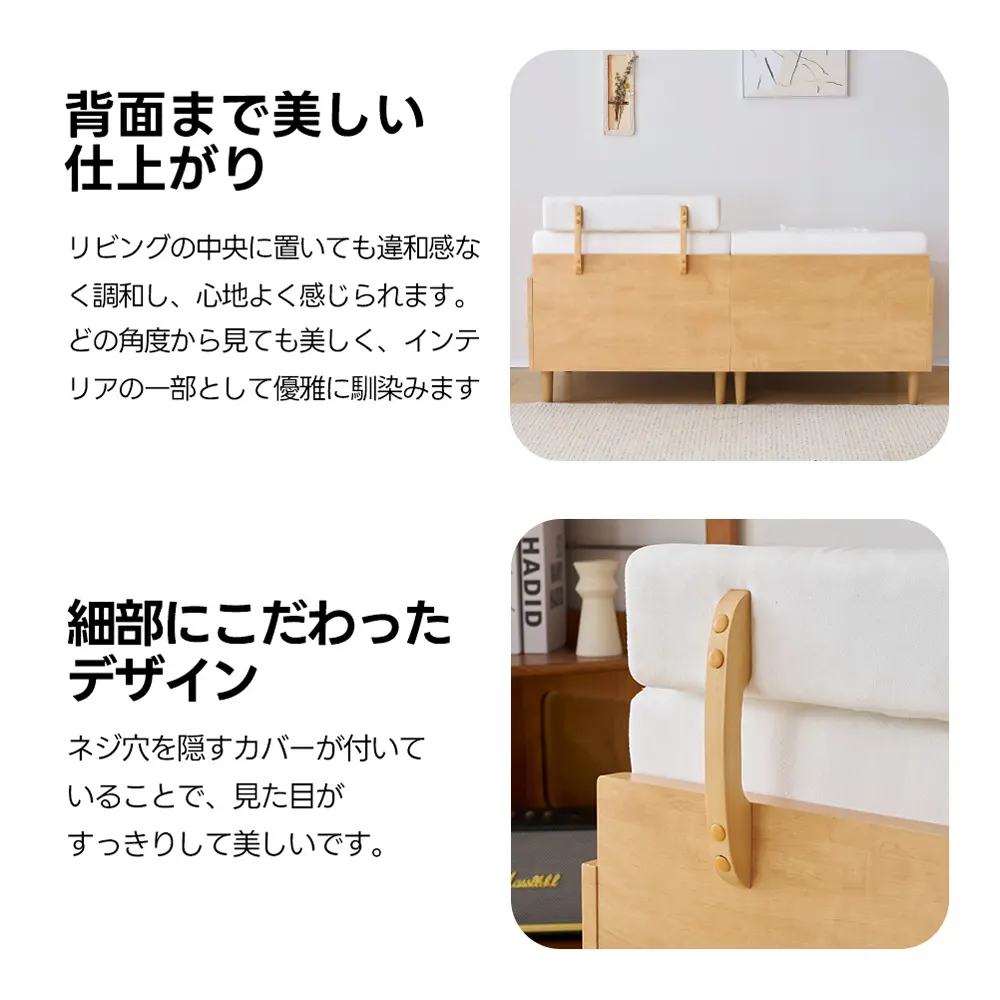 背面まで美しい
仕上がり
リビングの中央に置いても違和感な
く調和し、心地よく感じられます。
どの角度から見ても美しく、インテ
リアの一部として優雅に馴染みます
細部にこだわった
デザイン
ネジ穴を隠すカバーが付いて
いることで、見た目が
すっきりして美しいです。
HADID